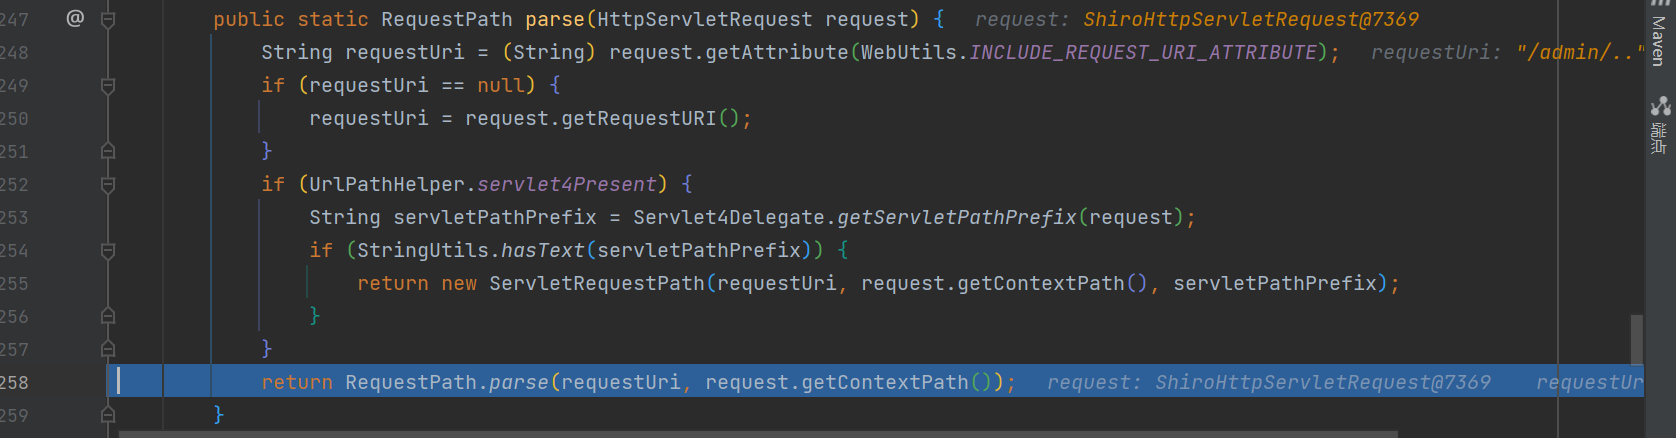 247 @ public static RequestPath parse(HttpServletRequest request) { request: ShiroHttpServletRequest@7369
248 String requestUri = (String) request.getAttribute(WebUtils.INCLUDE_REQUEST_URI_ATTRIBUTE); requestUri: "/admin/.."
249 if (requestUri == null) {
250 requestUri = request.getRequestURI();
251 }
252 if (UrlPathHelper.servlet4Present) {
253 String servletPathPrefix = Servlet4Delegate.getServletPathPrefix(request);
254 if (StringUtils.hasText(servletPathPrefix)) {
255 return new ServletRequestPath(requestUri, request.getContextPath(), servletPathPrefix);
256 }
257 }
258 return RequestPath.parse(requestUri, request.getContextPath()); request: ShiroHttpServletRequest@7369 requestUr
259 }
Maven
端点